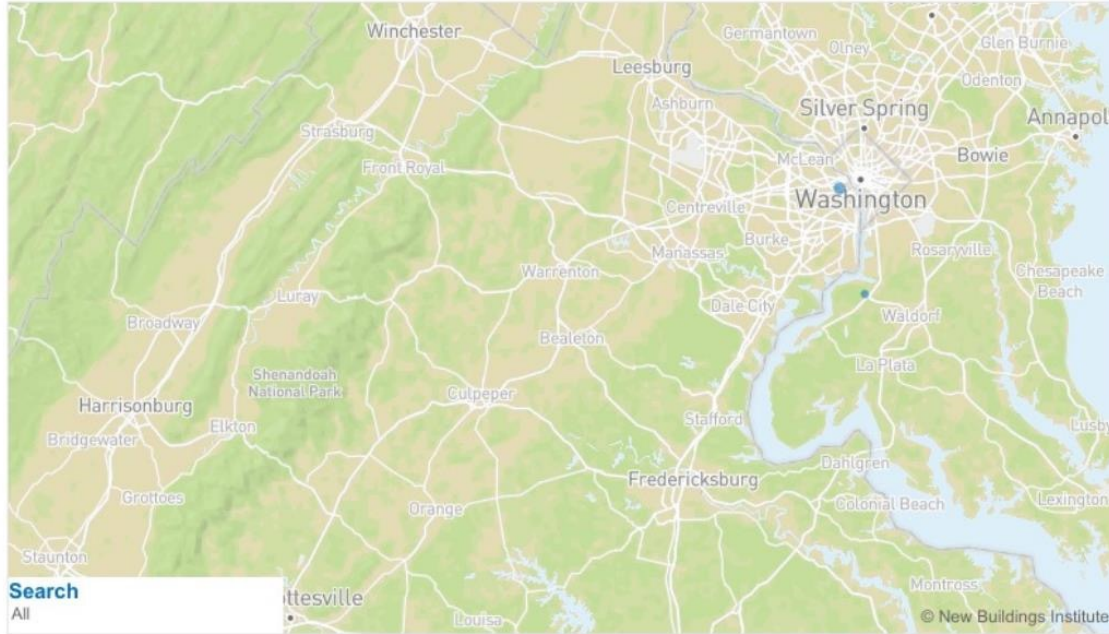 Winchester
Germantown
Olney
Glen Burnie
Leesburg
Odenton
Ashburn
Silver Spring
Annapol
Strasburg
McLean
Bowie
Front Royal
Washington
Centreville
Burke
Rosaryville
Manassas
Warrenton
Chesapeake
Beach
Luray
Dale City
Broadway
Waldorf
Bealeton
La Plata
Shenandoah
National Park
Culpeper
Harrisonburg
Stafford
Elkton
Lusby
Bridgewater
Dahlgren
Fredericksburg
Grottoes
Colonial Beach
Lexington
Orange
Staunton
Montross
Search
All
ottesville
Louisa
© New Buildings Institute